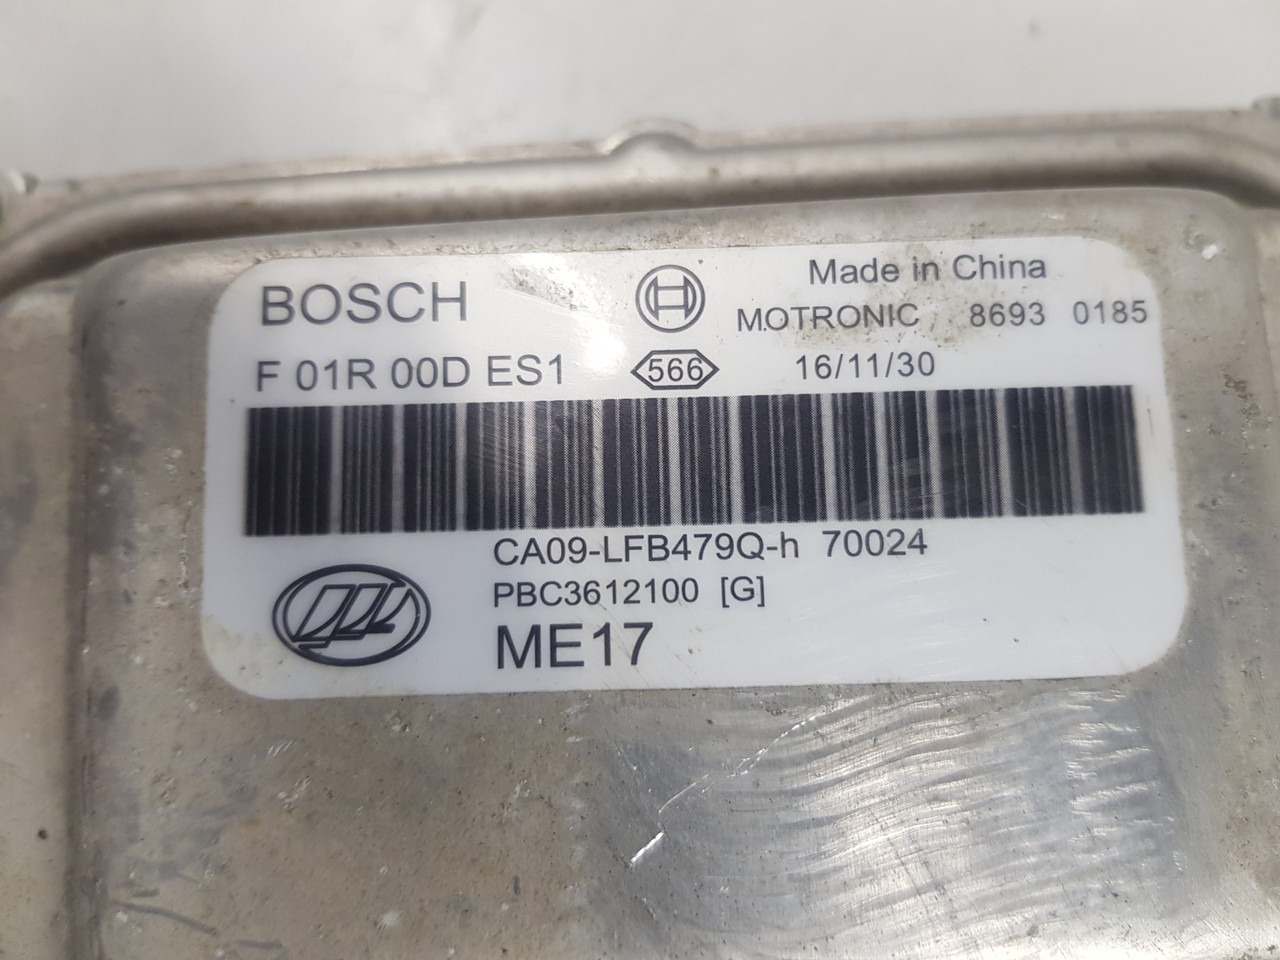 BOSCH
Made in China
MOTRONIC 8693 0185
F 01R 00D ES1 566 16/11/30
CA09-LFB479Q-h 70024
PBC3612100 [G]
ME17